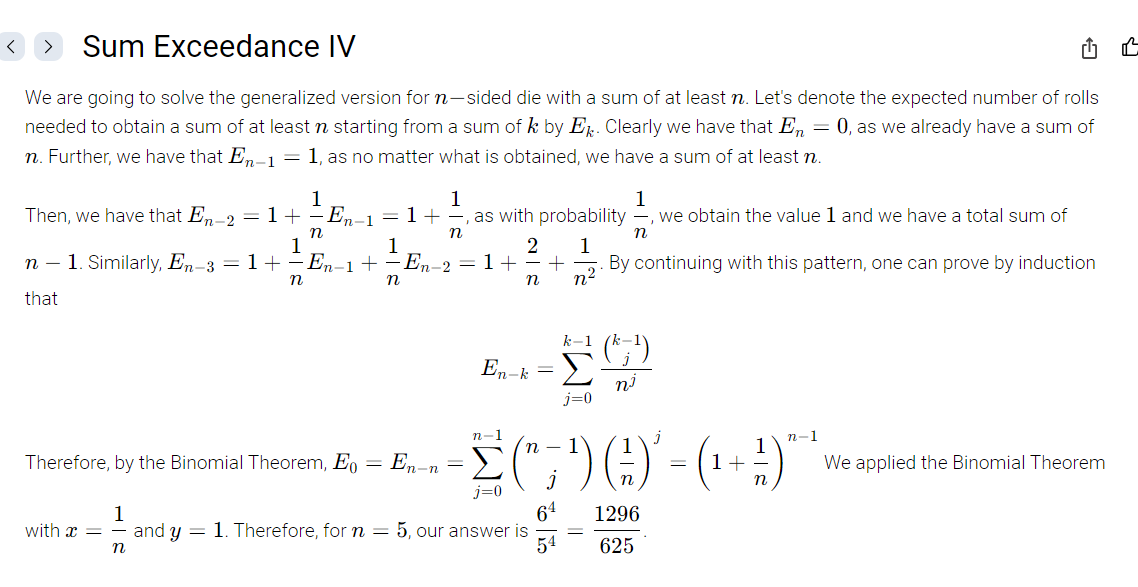 Sum Exceedance IV
We are going to solve the generalized version for n−sided die with a sum of at least n. Let's denote the expected number of rolls
needed to obtain a sum of at least n starting from a sum of k by E_k. Clearly we have that E_n = 0, as we already have a sum of
n. Further, we have that E_{n−1} = 1, as no matter what is obtained, we have a sum of at least n.
Then, we have that E_{n−2} = 1 + \frac{1}{n}E_{n−1} = 1 + \frac{1}{n}, as with probability \frac{1}{n}, we obtain the value 1 and we have a total sum of
n − 1. Similarly, E_{n−3} = 1 + \frac{1}{n}E_{n−1} + \frac{1}{n}E_{n−2} = 1 + \frac{2}{n} + \frac{1}{n^2}. By continuing with this pattern, one can prove by induction
that
E_{n−k} = \sum_{j=0}^{k−1} \frac{\binom{k−1}{j}}{n^j}
Therefore, by the Binomial Theorem, E_0 = E_{n−n} = \sum_{j=0}^{n−1} \binom{n−1}{j} \left(\frac{1}{n}\right)^j = \left(1 + \frac{1}{n}\right)^{n−1} We applied the Binomial Theorem
with x = \frac{1}{n} and y = 1. Therefore, for n = 5, our answer is \frac{6^4}{5^4} = \frac{1296}{625}.